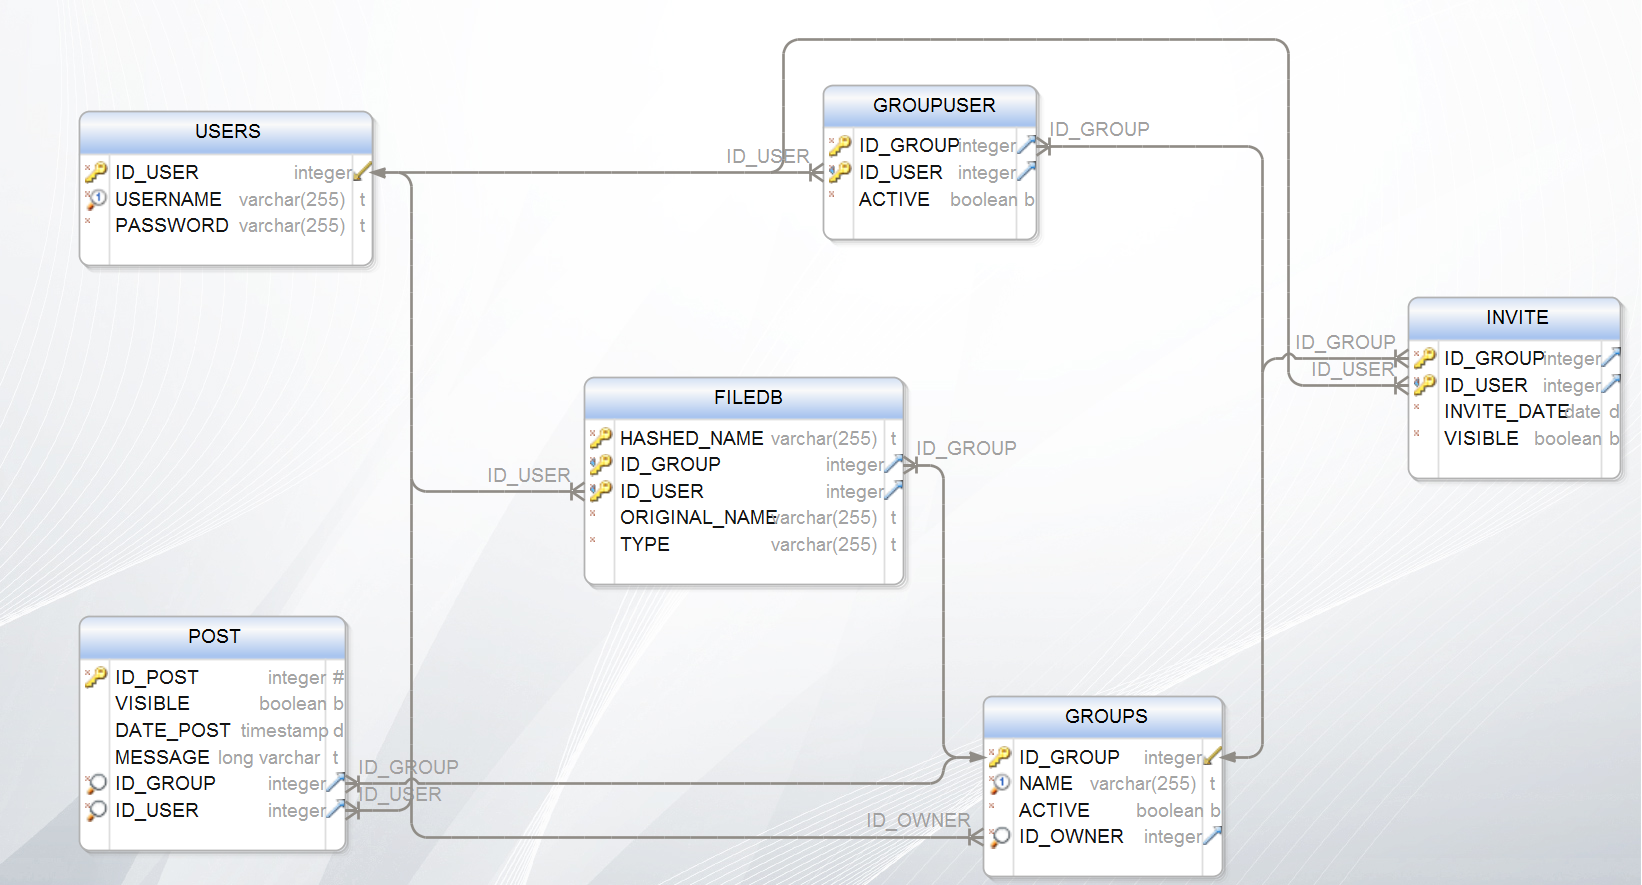 USERS
ID_USER integer
USERNAME varchar(255) t
PASSWORD varchar(255) t
GROUPUSER
ID_GROUP integer
ID_USER integer
ACTIVE boolean b
ID_USER
ID_GROUP
INVITE
ID_GROUP integer
ID_USER integer
INVITE_DATE date d
VISIBLE boolean b
ID_GROUP
ID_USER
FILEDB
HASHED_NAME varchar(255) t
ID_GROUP integer
ID_USER integer
ORIGINAL_NAME varchar(255) t
TYPE varchar(255) t
ID_USER
ID_GROUP
POST
ID_POST integer #
VISIBLE boolean b
DATE_POST timestamp d
MESSAGE long varchar t
ID_GROUP integer
ID_USER integer
ID_GROUP
ID_USER
GROUPS
ID_GROUP integer
NAME varchar(255) t
ACTIVE boolean b
ID_OWNER integer
ID_OWNER